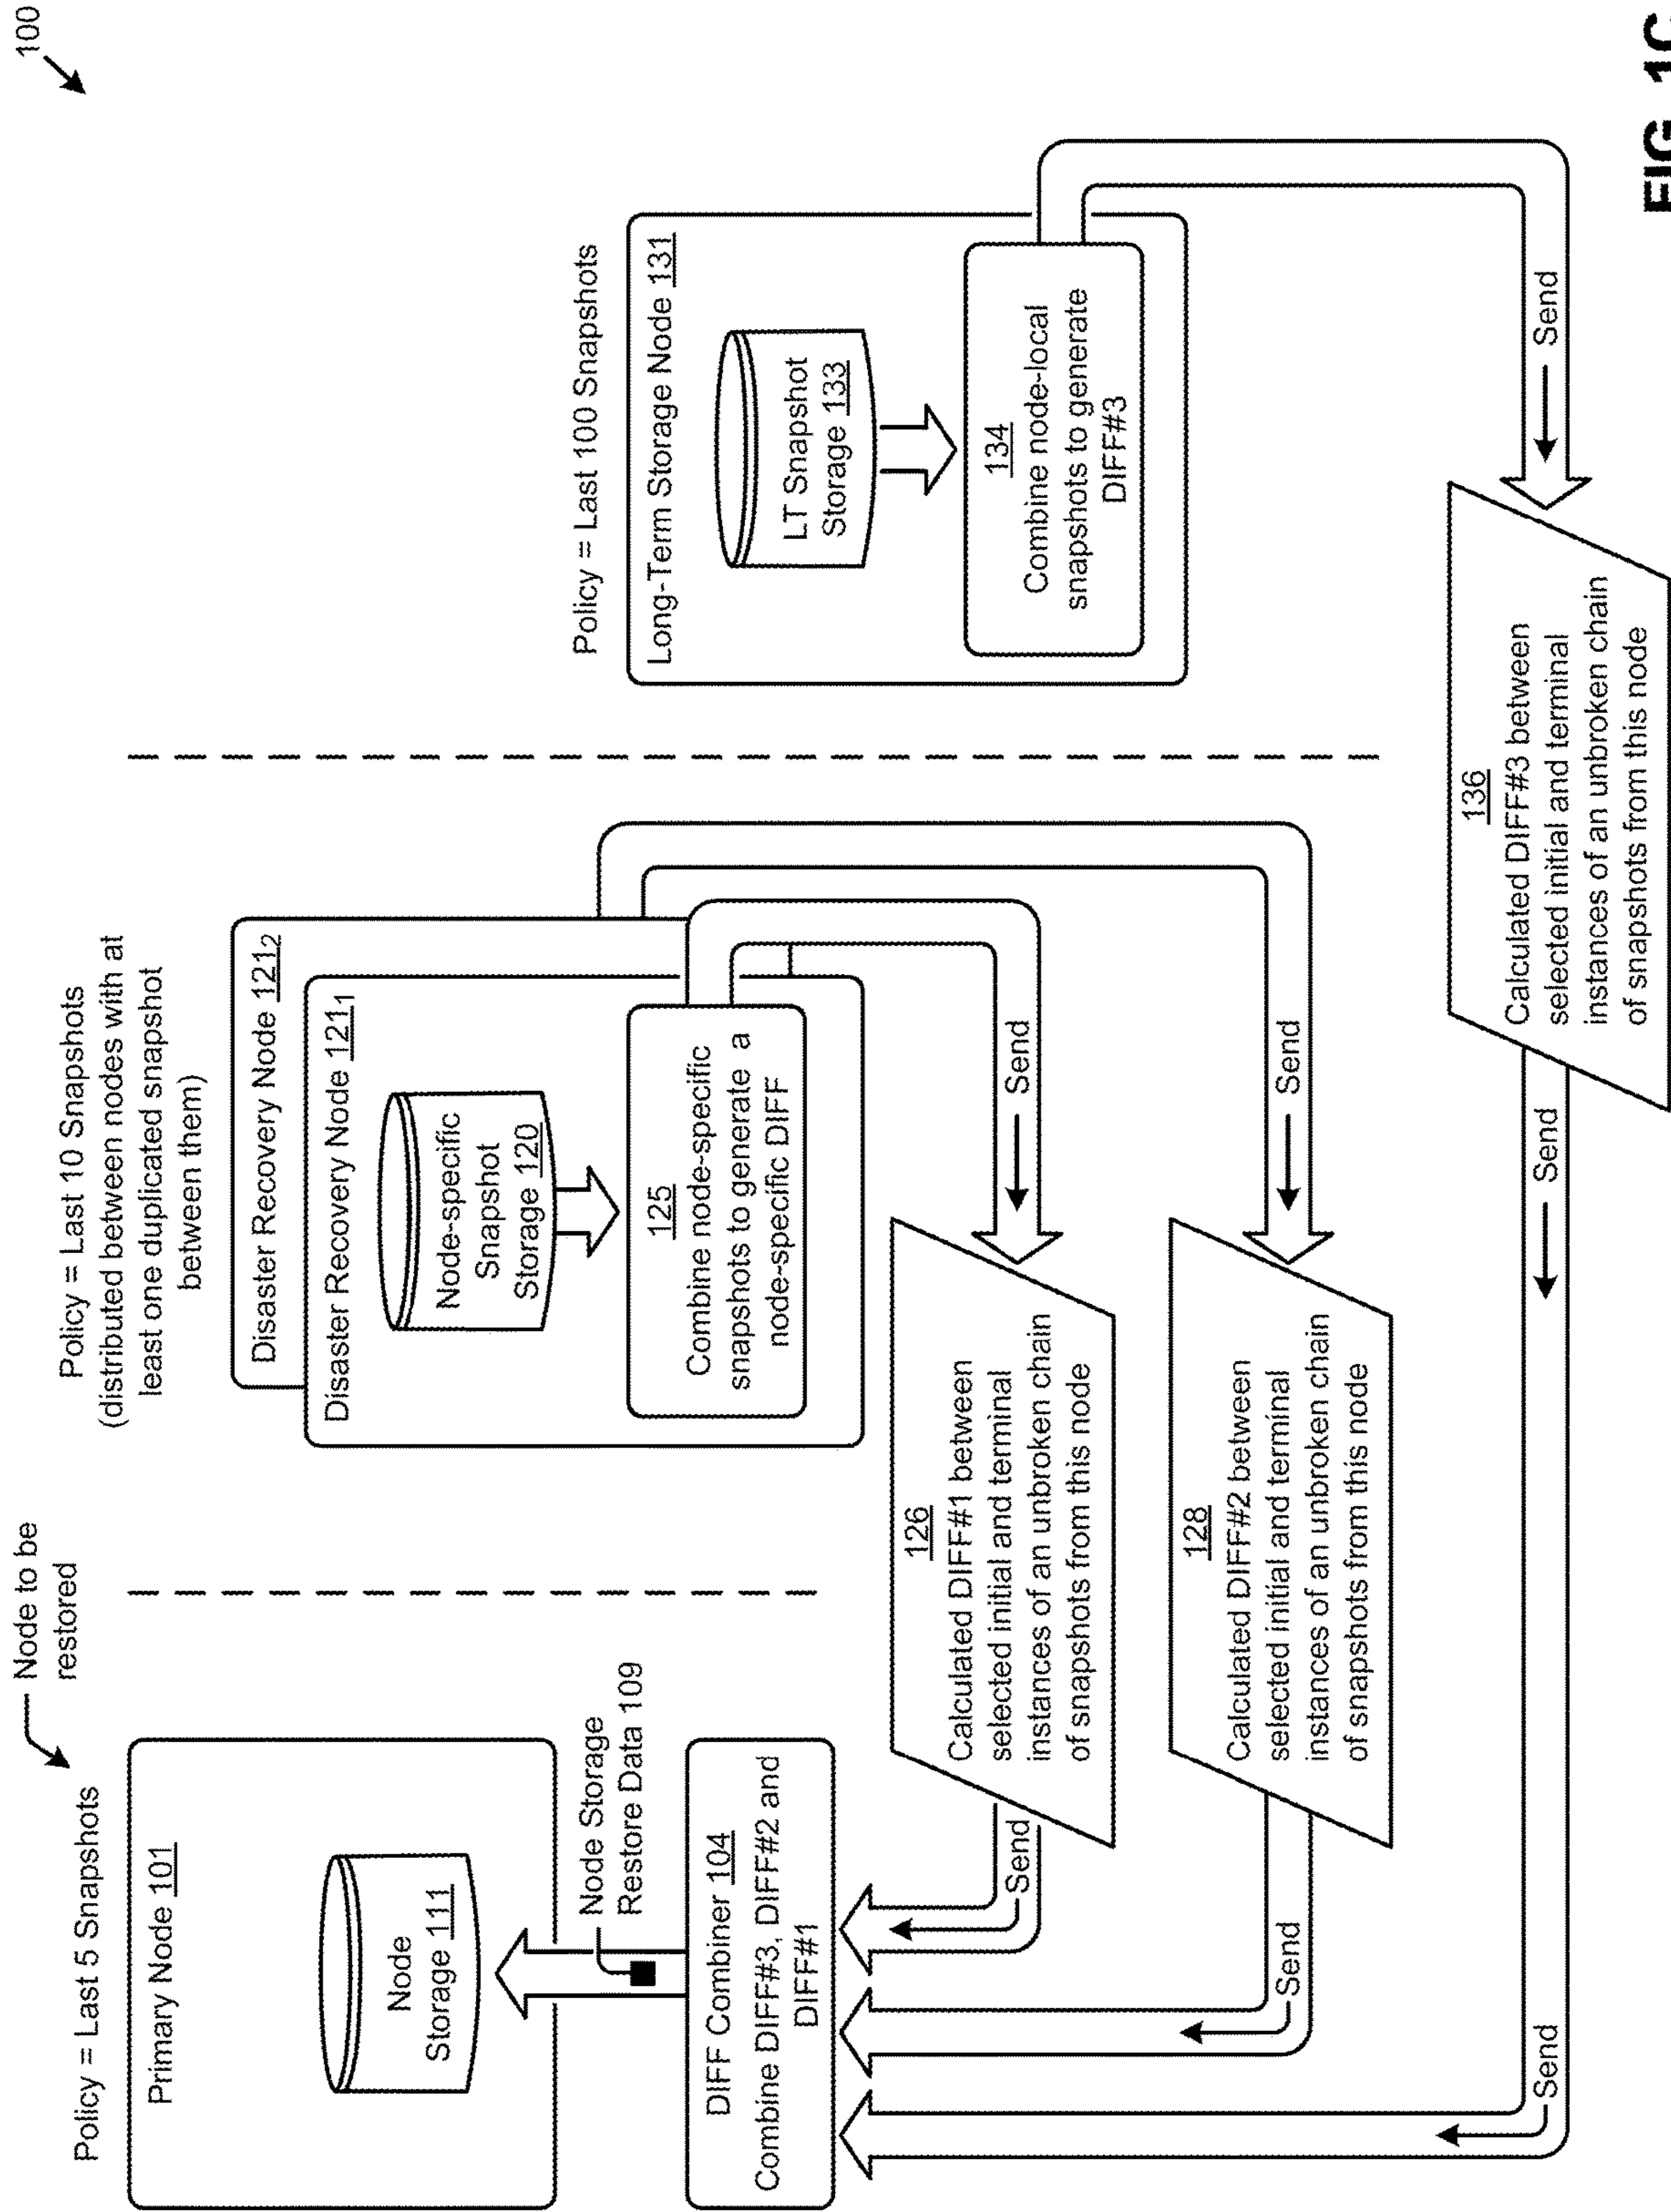 100
Node to be
restored
Policy = Last 5 Snapshots
Primary Node 101
Node
Storage 111
Node Storage
Restore Data 109
DIFF Combiner 104
Combine DIFF#3, DIFF#2 and
DIFF#1
Policy = Last 10 Snapshots
(distributed between nodes with at
least one duplicated snapshot
between them)
Disaster Recovery Node 121₂
Disaster Recovery Node 121₁
Node-specific
Snapshot
Storage 120
125
Combine node-specific
snapshots to generate a
node-specific DIFF
Policy = Last 100 Snapshots
Long-Term Storage Node 131
LT Snapshot
Storage 133
134
Combine node-local
snapshots to generate
DIFF#3
Send
126
Calculated DIFF#1 between
selected initial and terminal
instances of an unbroken chain
of snapshots from this node
Send
Send
128
Calculated DIFF#2 between
selected initial and terminal
instances of an unbroken chain
of snapshots from this node
Send
Send
136
Calculated DIFF#3 between
selected initial and terminal
instances of an unbroken chain
of snapshots from this node
Send
Send
Send
FIG. 1C